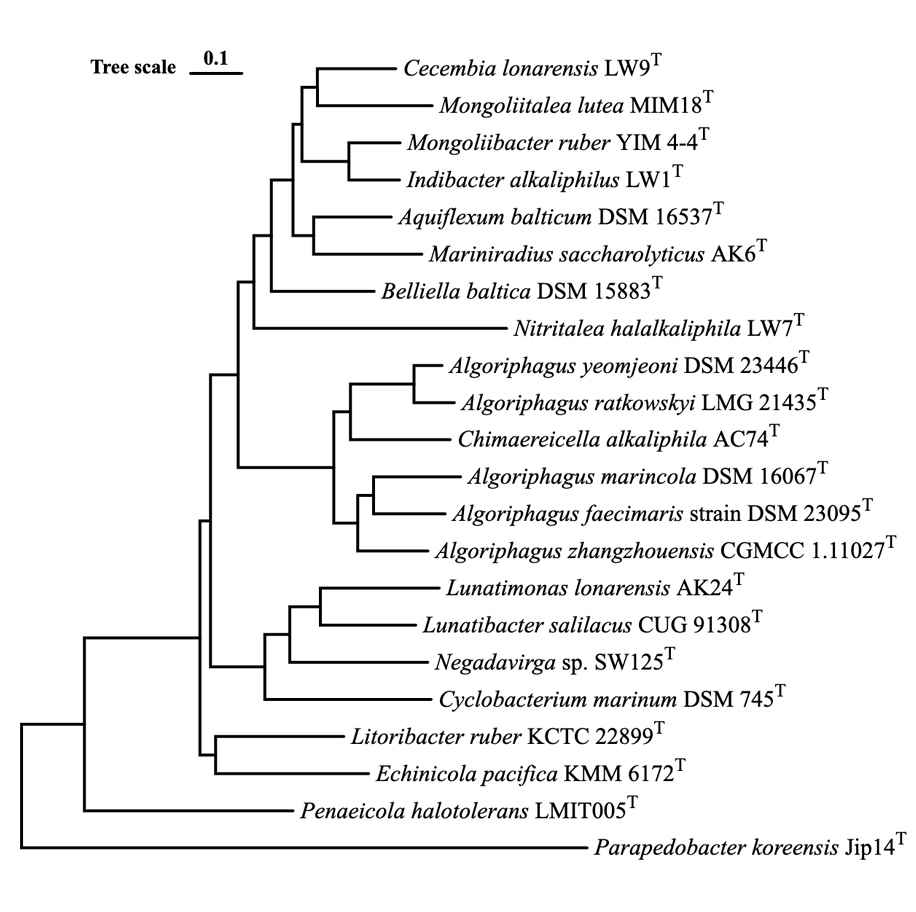 Tree scale 0.1
Cecembia lonarensis LW9T
Mongoliitalea lutea MIM18T
Mongoliibacter ruber YIM 4-4T
Indibacter alkaliphilus LW1T
Aquiflexum balticum DSM 16537T
Mariniradius saccharolyticus AK6T
Belliella baltica DSM 15883T
Nitritalea halalkaliphila LW7T
Algoriphagus yeomjeoni DSM 23446T
Algoriphagus ratkowskyi LMG 21435T
Chimaereicella alkaliphila AC74T
Algoriphagus marincola DSM 16067T
Algoriphagus faecimaris strain DSM 23095T
Algoriphagus zhangzhouensis CGMCC 1.11027T
Lunatimonas lonarensis AK24T
Lunatibacter salilacus CUG 91308T
Negadavirga sp. SW125T
Cyclobacterium marinum DSM 745T
Litoribacter ruber KCTC 22899T
Echinicola pacifica KMM 6172T
Penaeicola halotolerans LMIT005T
Parapedobacter koreensis Jip14T